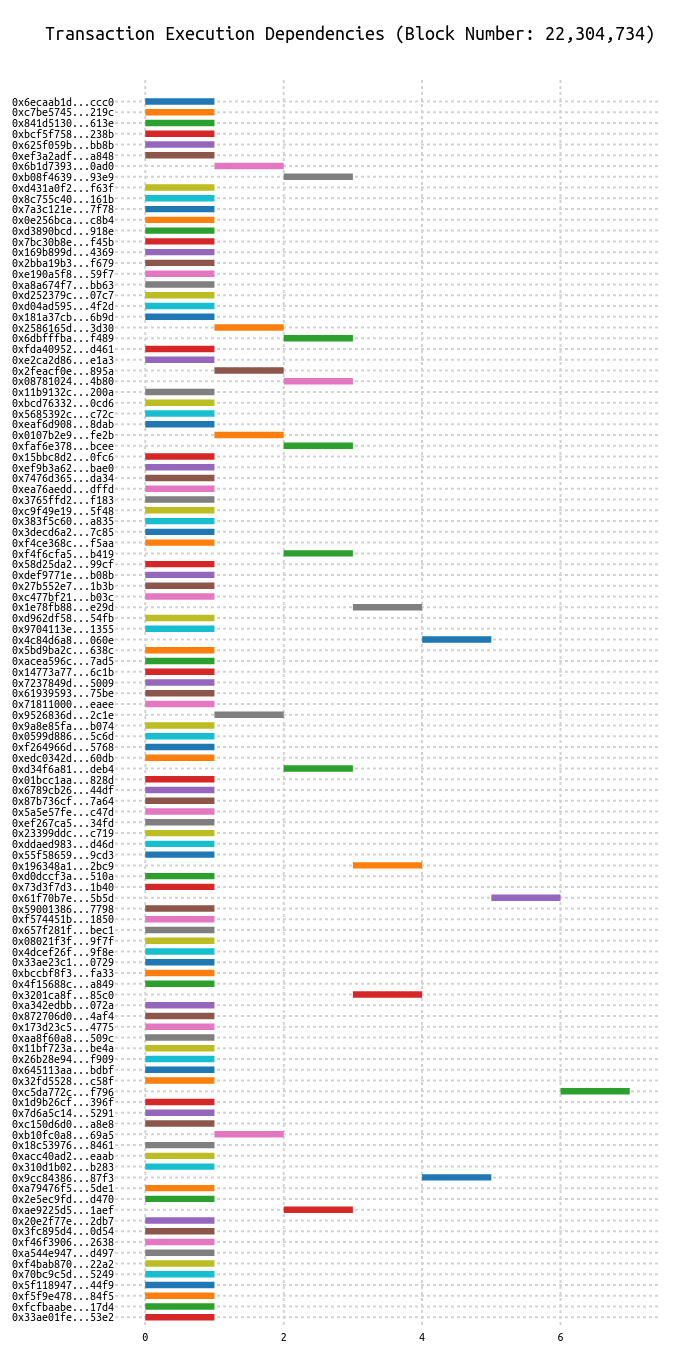 Transaction Execution Dependencies (Block Number: 22,304,734)
0x6ecaab1d...ccc0
0xc7be5745...219c
0x841d5130...613e
0xbcf5f758...238b
0x625f059b...bb8b
0xef3a2adf...a848
0x6b1d7393...0ad0
0xb08f4639...93e9
0xd431a0f2...f63f
0x8c755c40...161b
0x7a3c121e...7f78
0x0e256bca...c8b4
0xd3890bcd...918e
0x7bc30b8e...f45b
0x169b899d...4369
0x2bba19b3...f679
0xe190a5f8...59f7
0xa8a674f7...bb63
0xd252379c...07c7
0xd04ad595...4f2d
0x181a37cb...6b9d
0x2586165d...3d30
0x6dbfffba...f489
0xfda40952...d461
0xe2ca2d86...e1a3
0x2feacf0e...895a
0x08781024...4b80
0x11b9132c...200a
0xbcd76332...0cd6
0x5685392c...c72c
0xeaf6d908...8dab
0x0107b2e9...fe2b
0xfaf6e378...bcee
0x15bbc8d2...0fc6
0xef9b3a62...bae0
0x7476d365...da34
0xea76aedd...dffd
0x3765ffd2...f183
0xc9f49e19...5f48
0x383f5c60...a835
0x3decd6a2...7c85
0xf4ce368c...f5aa
0xf4f6cfa5...b419
0x58d25da2...99cf
0xdef9771e...b08b
0x27b552e7...1b3b
0xc477bf21...b03c
0x1e78fb88...e29d
0xd962df58...54fb
0x9704113e...1355
0x4c84d6a8...060e
0x5bd9ba2c...638c
0xacea596c...7ad5
0x14773a77...6c1b
0x7237849d...5009
0x61939593...75be
0x71811000...eaee
0x9526836d...2c1e
0x9a8e85fa...b074
0x0599d886...5c6d
0xf264966d...5768
0xedc0342d...60db
0xd34f6a81...deb4
0x01bcc1aa...828d
0x6789cb26...44df
0x87b736cf...7a64
0x5a5e57fe...c47d
0xef267ca5...34fd
0x23399ddc...c719
0xddaed983...d46d
0x55f58659...9cd3
0x196348a1...2bc9
0xd0dccf3a...510a
0x73d3f7d3...1b40
0x61f70b7e...5b5d
0x59001386...7798
0xf574451b...1850
0x657f281f...bec1
0x08021f3f...9f7f
0x4dcef26f...9f8e
0x33ae23c1...0729
0xbccbf8f3...fa33
0x4f15688c...a849
0x3201ca8f...85c0
0xa342edbb...072a
0x872706d0...4af4
0x173d23c5...4775
0xaa8f60a8...509c
0x11bf723a...be4a
0x26b28e94...f909
0x645113aa...bdbf
0x32fd5528...c58f
0xc5da772c...f796
0x1d9b26cf...396f
0x7d6a5c14...5291
0xc150d6d0...a8e8
0xb10fc0a8...69a5
0x18c53976...8461
0xacc40ad2...eaab
0x310d1b02...b283
0x9cc84386...87f3
0xa79476f5...5de1
0x2e5ec9fd...d470
0xae9225d5...1aef
0x20e2f77e...2db7
0x3fc895d4...0d54
0xf46f3906...2638
0xa544e947...d497
0xf4bab870...22a2
0x70bc9c5d...5249
0x5f118947...44f9
0xf5f9e478...84f5
0xfcfbaabe...17d4
0x33ae01fe...53e2
0 2 4 6